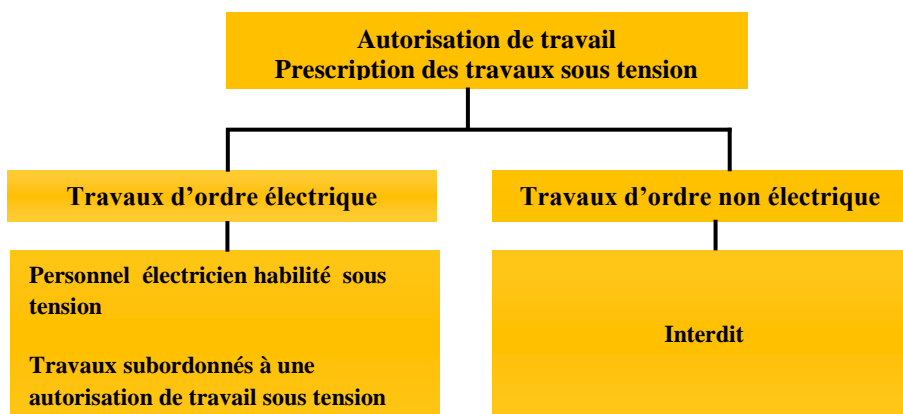 Autorisation de travail
Prescription des travaux sous tension
Travaux d'ordre électrique
Travaux d'ordre non électrique
Personnel électricien habilité sous
tension
Travaux subordonnés à une
autorisation de travail sous tension
Interdit